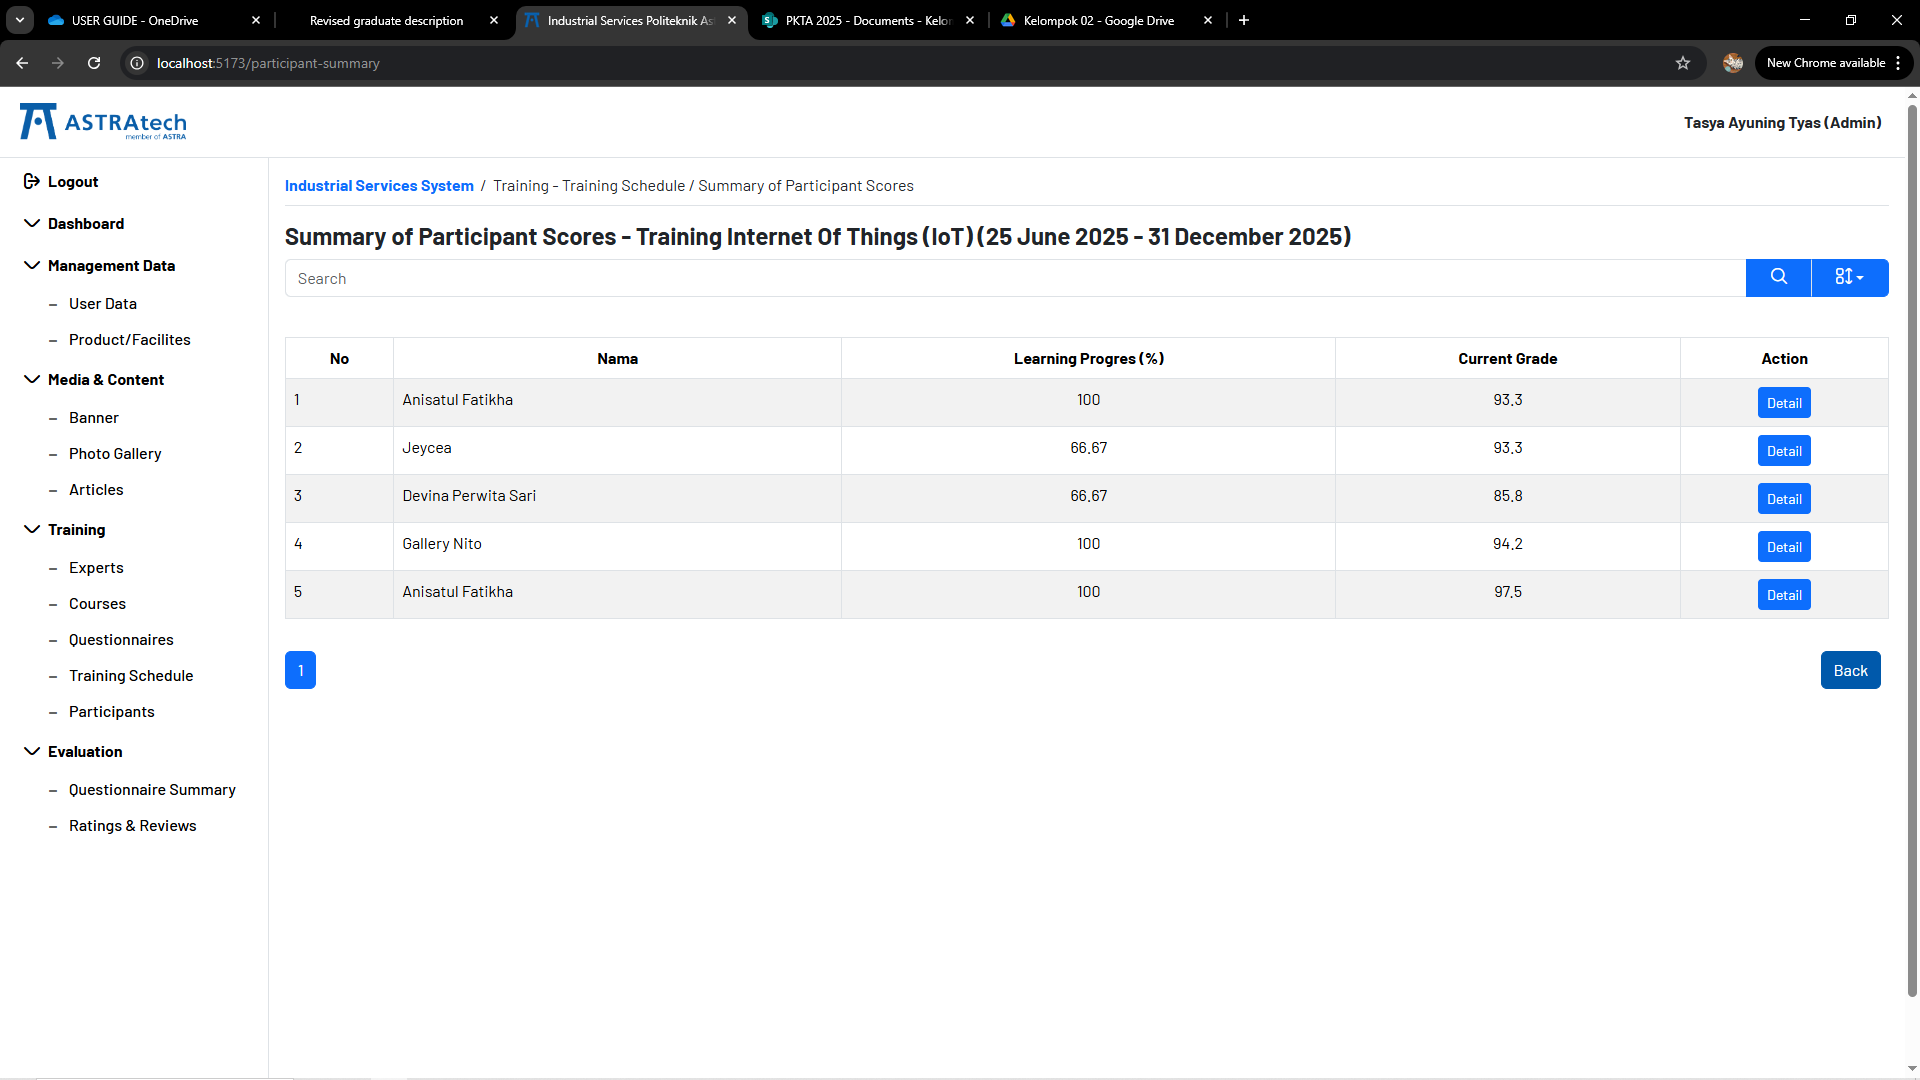 USER GUIDE - OneDrive
Revised graduate description
Industrial Services Politeknik As
PKTA 2025 - Documents - Kelon
Kelompok 02 - Google Drive
localhost:5173/participant-summary
New Chrome available
ASTRAtech
member of ASTRA
Tasya Ayuning Tyas (Admin)
Logout
Dashboard
Management Data
– User Data
– Product/Facilites
Media & Content
– Banner
– Photo Gallery
– Articles
Training
– Experts
– Courses
– Questionnaires
– Training Schedule
– Participants
Evaluation
– Questionnaire Summary
– Ratings & Reviews
Industrial Services System / Training - Training Schedule / Summary of Participant Scores
Summary of Participant Scores - Training Internet Of Things (IoT) (25 June 2025 - 31 December 2025)
Search
No Nama Learning Progres (%) Current Grade Action
1 Anisatul Fatikha 100 93.3 Detail
2 Jeycea 66.67 93.3 Detail
3 Devina Perwita Sari 66.67 85.8 Detail
4 Gallery Nito 100 94.2 Detail
5 Anisatul Fatikha 100 97.5 Detail
1
Back